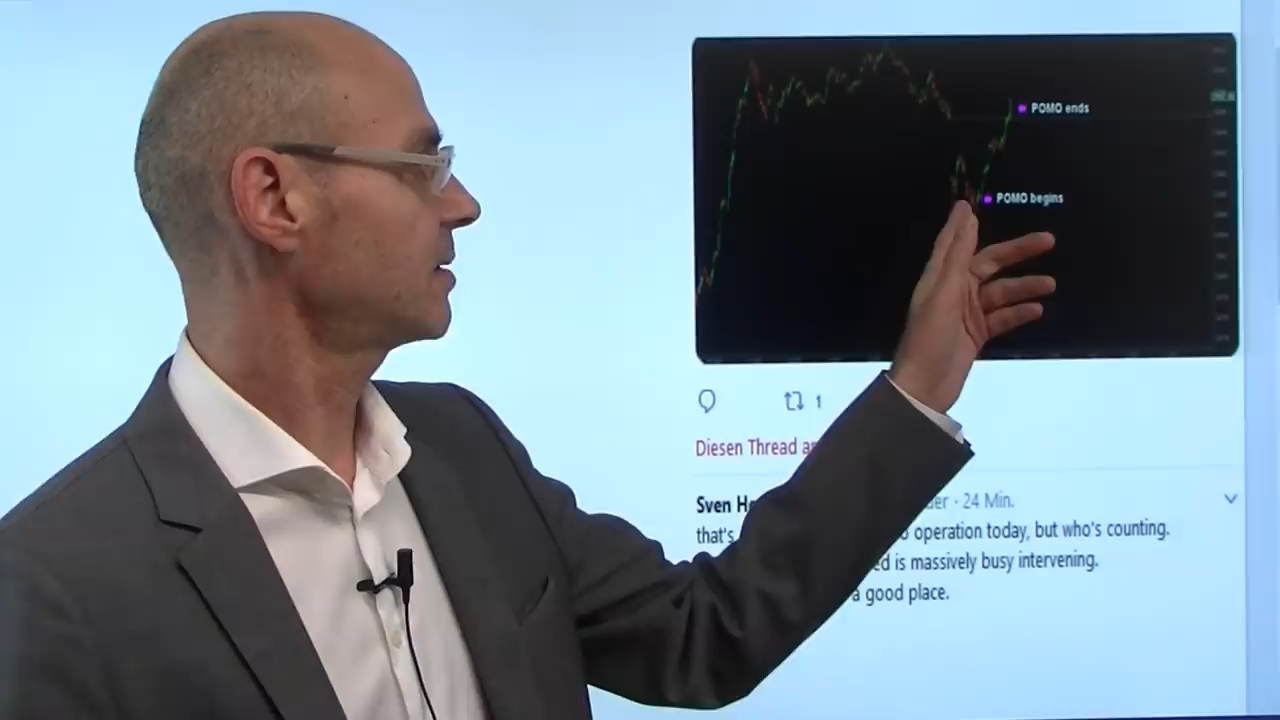 POMO ends
POMO begins
1
Diesen Thread
Sven · 24 Min.
that's operation today, but who's counting.
is massively busy intervening.
a good place.